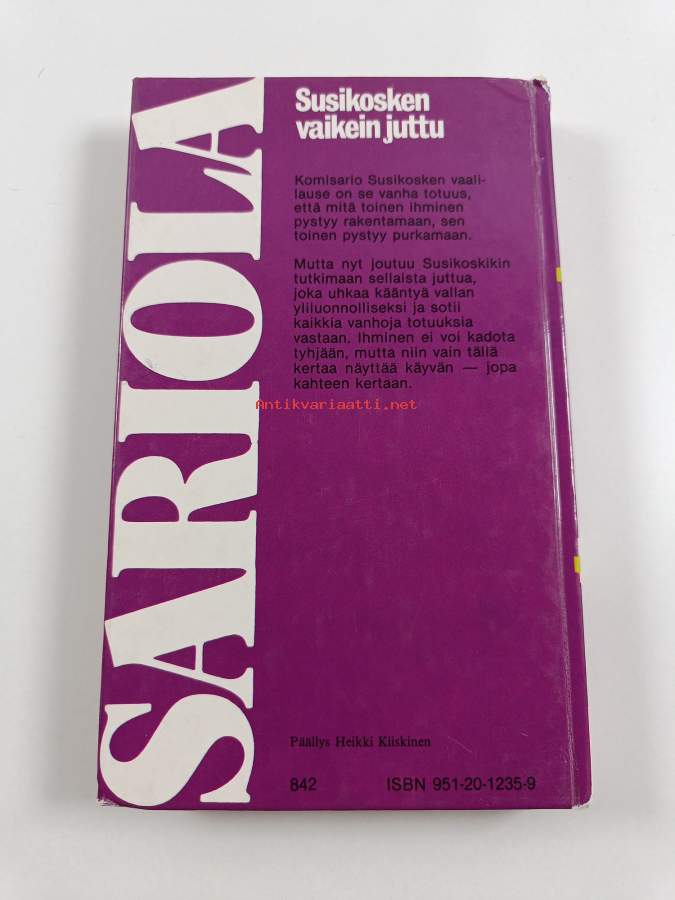 SARIOLA
Susikosken
vaikein juttu
Komisario Susikosken vaali-
lause on se vanha totuus,
että mitä toinen ihminen
pystyy rakentamaan, sen
toinen pystyy purkamaan.
Mutta nyt joutuu Susikoskikin
tutkimaan sellaista juttua,
joka uhkaa kääntyä vallan
yliluonnolliseksi ja sotii
kaikkia vanhoja totuuksia
vastaan. Ihminen ei voi kadota
tyhjään, mutta niin vain tällä
kertaa näyttää käyvän — jopa
kahteen kertaan.
Antikvariaatti.net
Päällys Heikki Kiiskinen
842 ISBN 951-20-1235-9